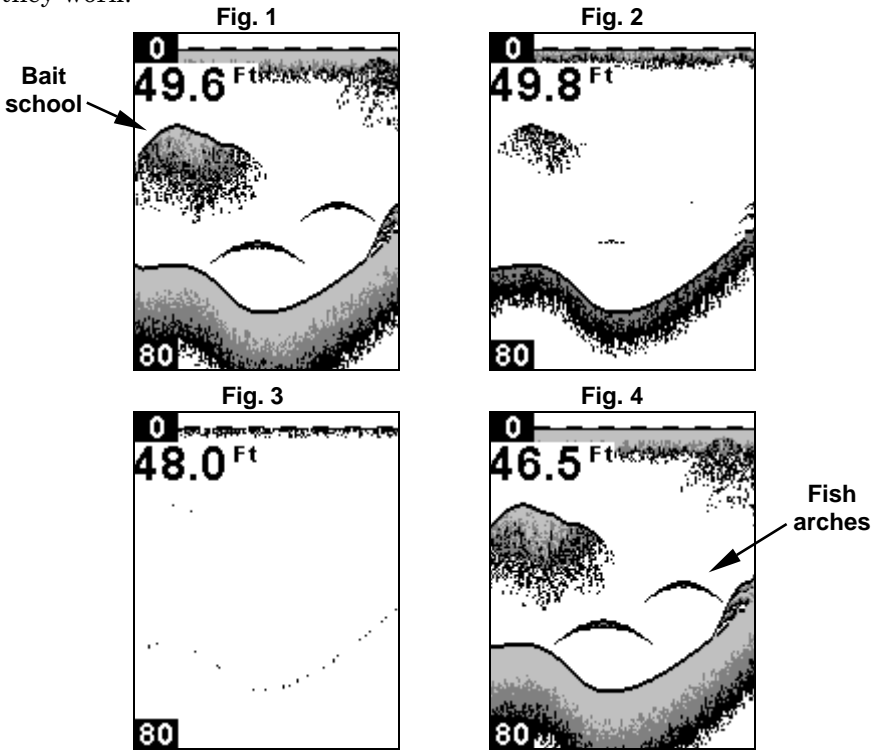 they work.
Fig. 1
Fig. 2
0
49.6 Ft
Bait
school
80
0
49.8 Ft
80
Fig. 3
Fig. 4
0
48.0 Ft
80
0
46.5 Ft
Fish
arches
80